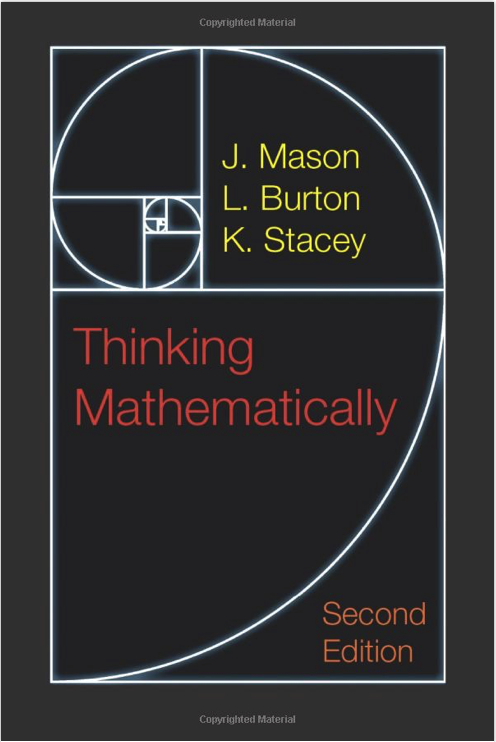 Copyrighted Material
J. Mason
L. Burton
K. Stacey
Thinking
Mathematically
Second
Edition
Copyrighted Material